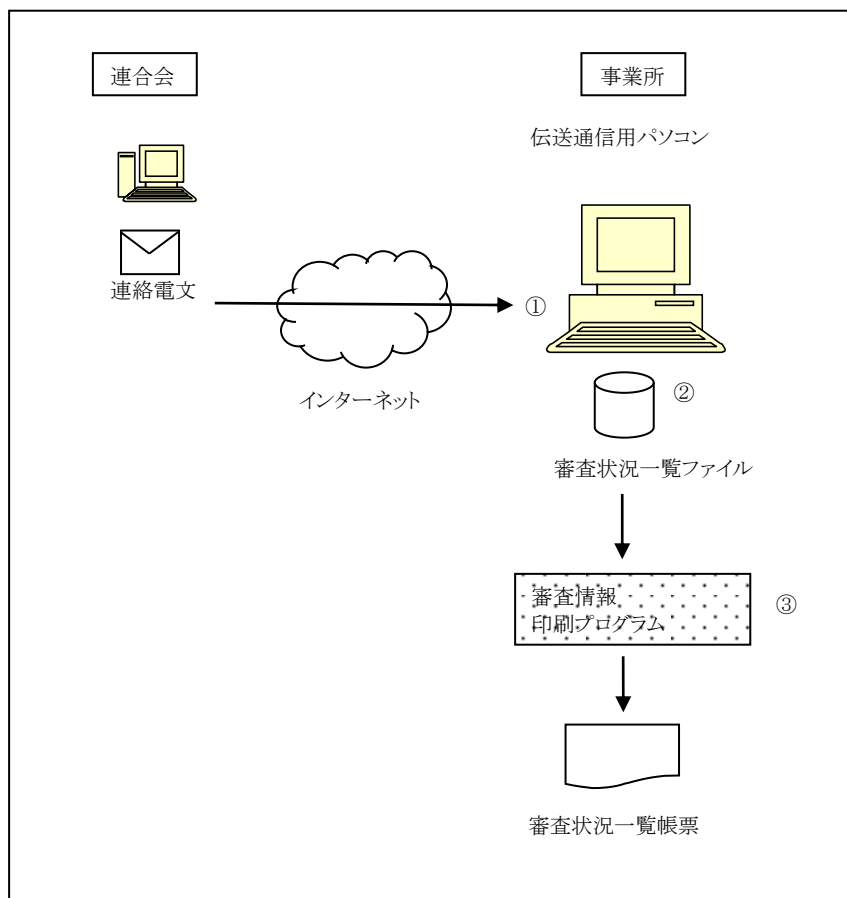 連合会
事業所
伝送通信用パソコン
連絡電文
①
インターネット
②
審査状況一覧ファイル
審査情報
印刷プログラム
③
審査状況一覧帳票